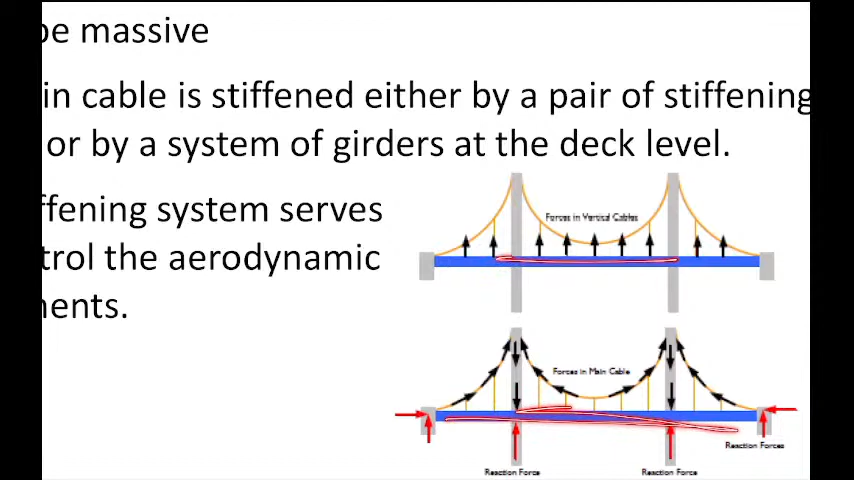 be massive
in cable is stiffened either by a pair of stiffening
or by a system of girders at the deck level.
ffening system serves
trol the aerodynamic
nents.
Forces in Vertical Cables
Forces in Main Cable
Reaction Forces
Reaction Force
Reaction Force